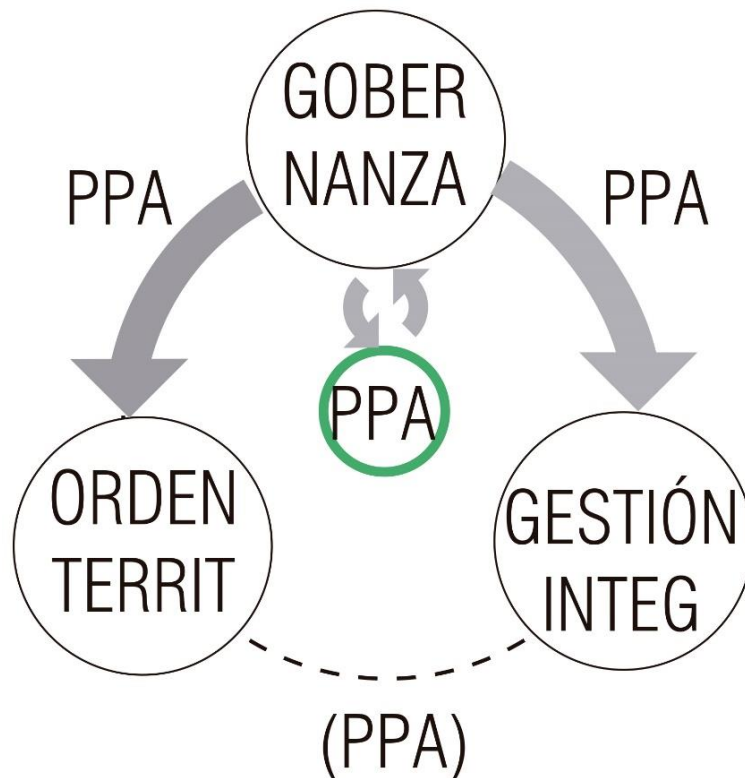 GOBER
NANZA
PPA
PPA
PPA
ORDEN
TERRIT
GESTIÓN
INTEG
(PPA)